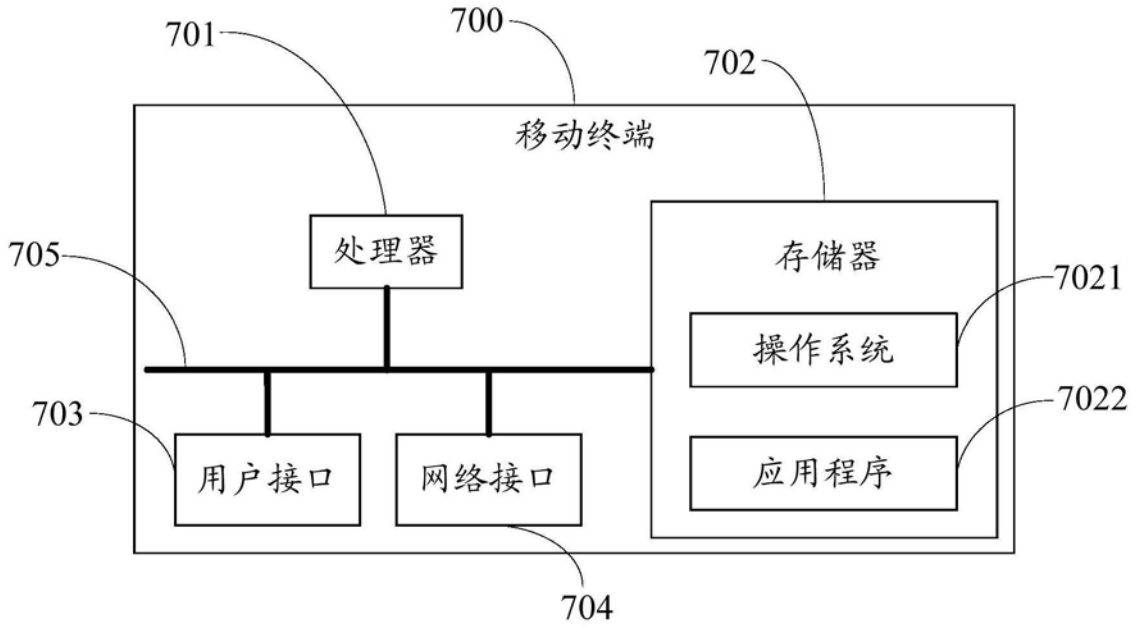 700
701
702
移动终端
处理器
存储器
705
7021
操作系统
7022
703
用户接口
网络接口
应用程序
704